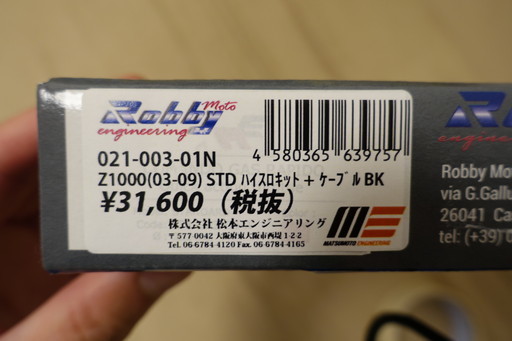 Robby Moto
engineering
4 580365 639757
021-003-01N
Z1000(03-09) STD ﾊｲｽﾛｷｯﾄ + ｹｰﾌﾞﾙ BK
¥31,600（税抜）
株式会社 松本エンジニアリング
〒577-0042 大阪府東大阪市西堤 1-2-2
Tel. 06-6784-4120 Fax. 06-6784-4165
ME
MATSUMOTO ENGINEERING
Robby Mo
via G.Gallu
26041 Ca
tel: (+39) 0